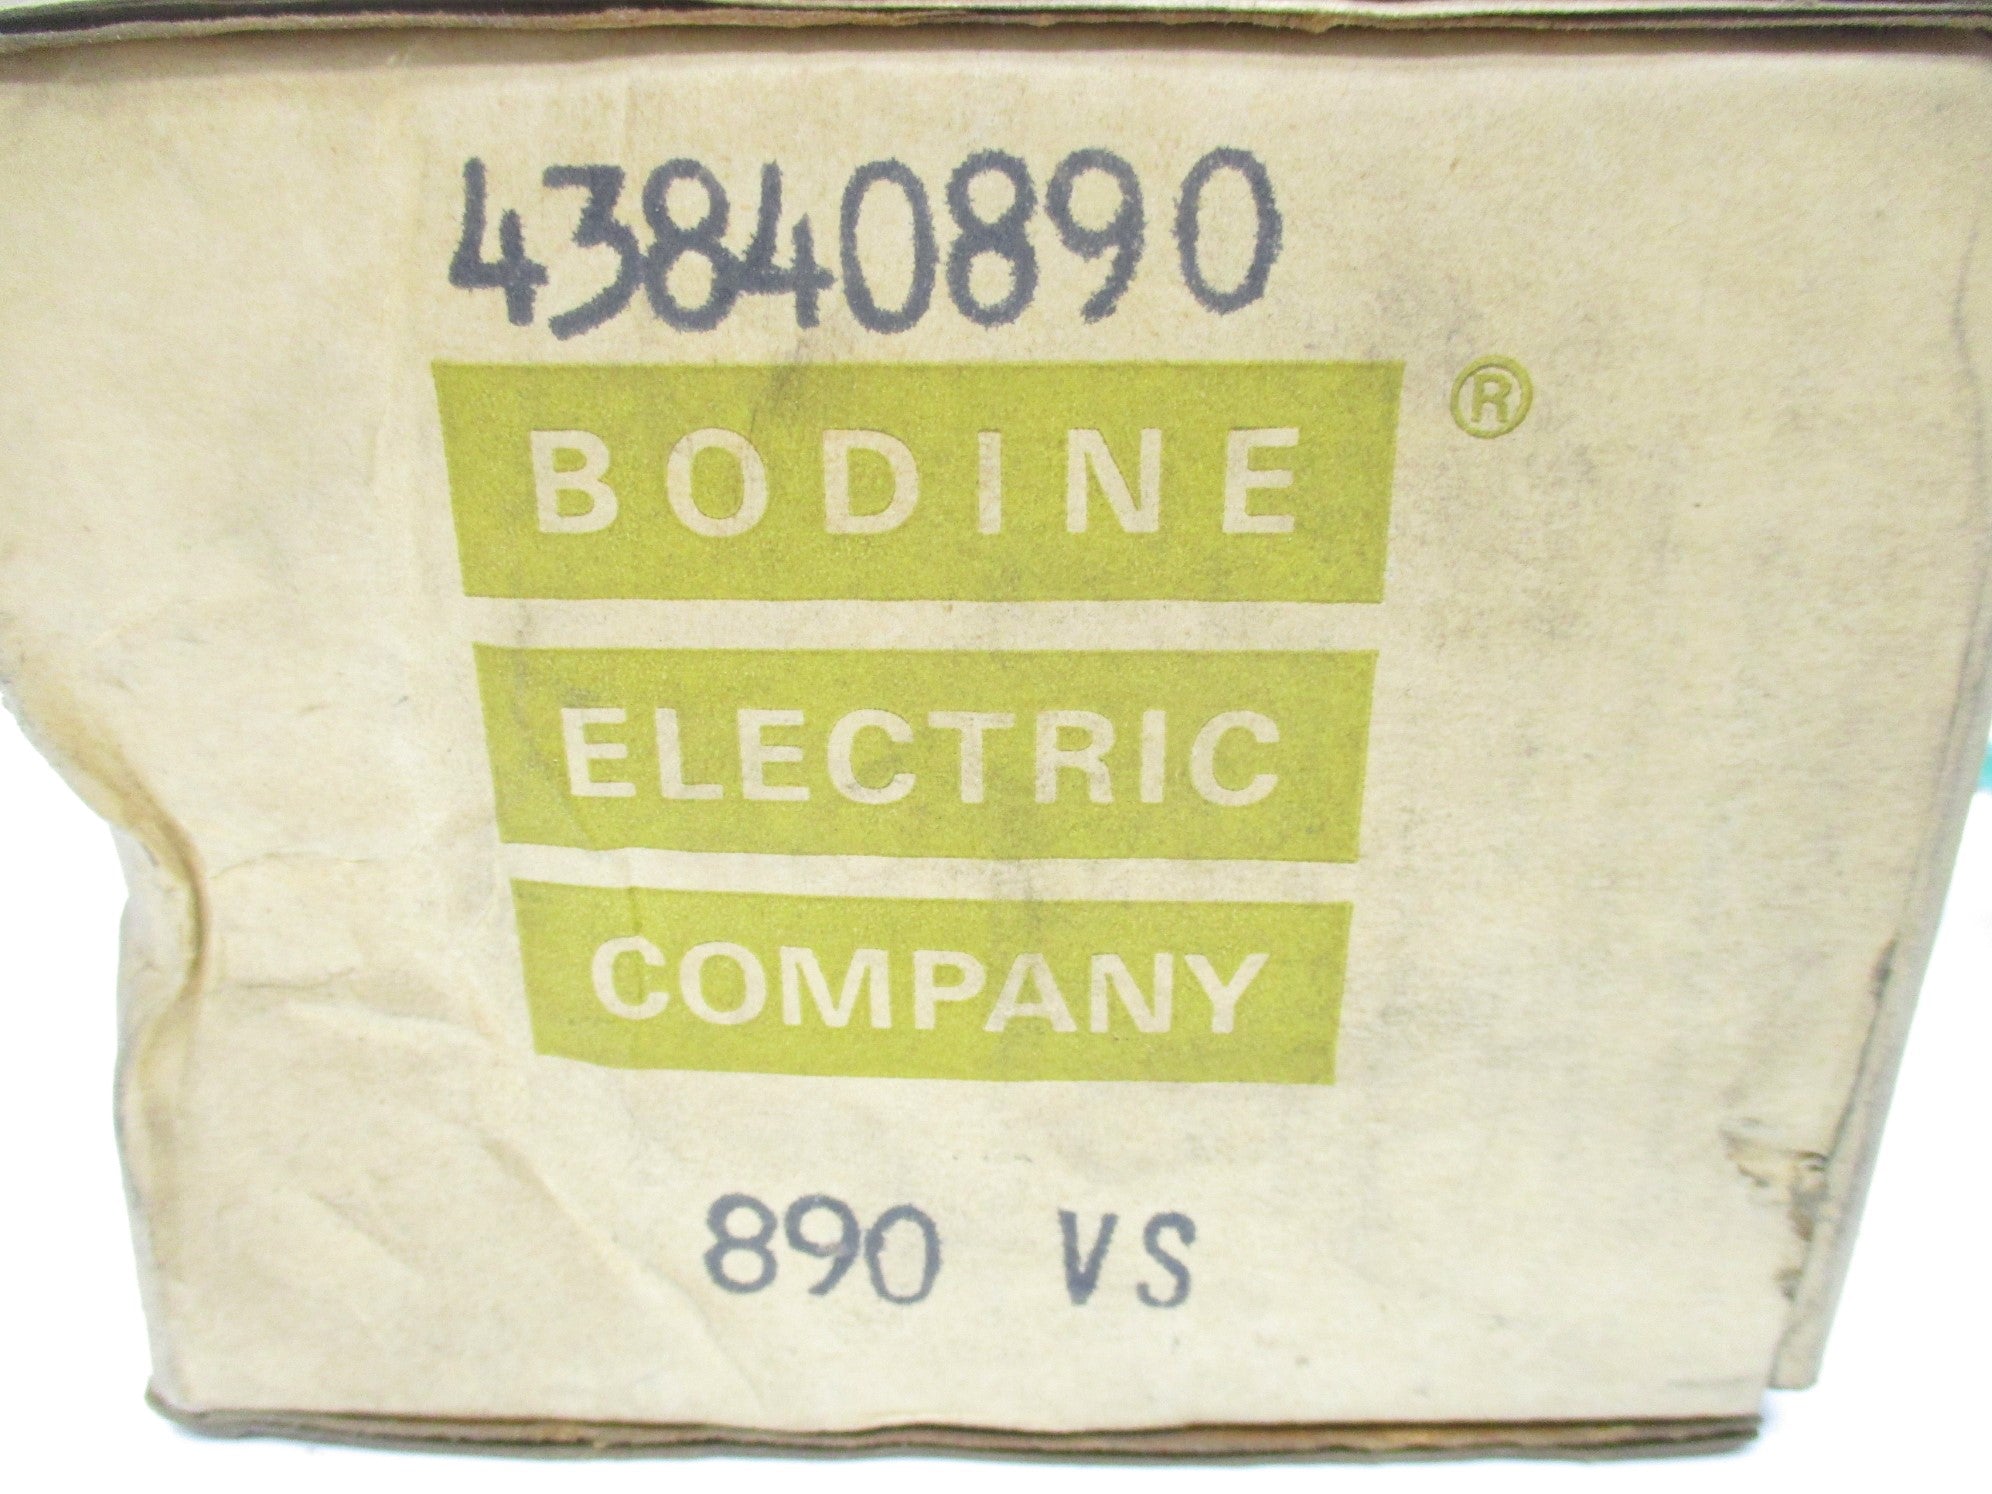 43840890
BODINE ®
ELECTRIC
COMPANY
890 VS